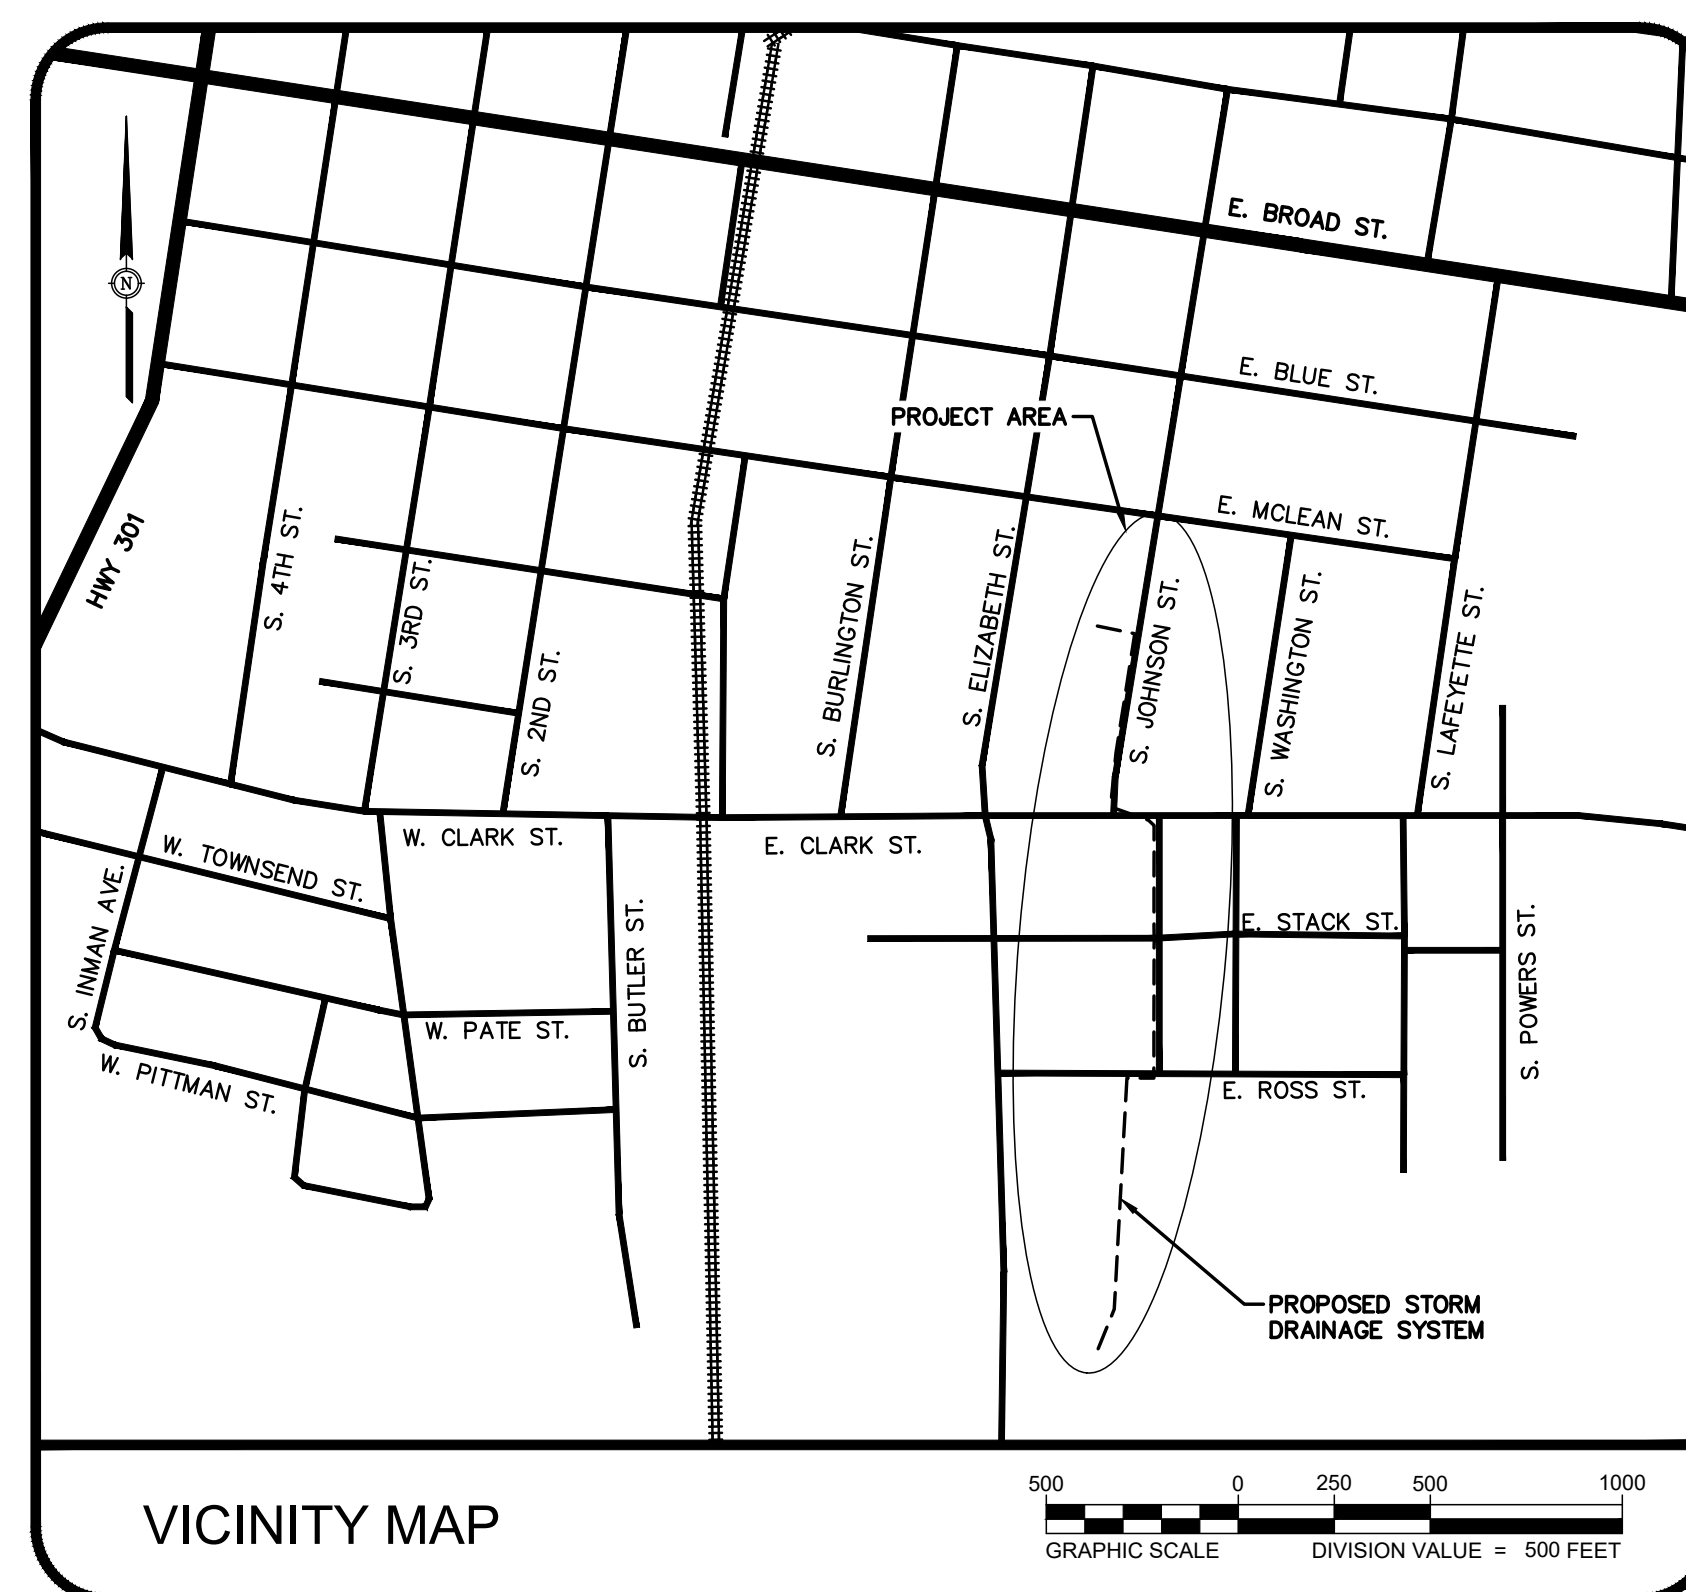 E. BROAD ST.
N
E. BLUE ST.
PROJECT AREA
E. MCLEAN ST.
HWY 301
S. 4TH ST.
S. 3RD ST.
S. 2ND ST.
S. BURLINGTON ST.
S. ELIZABETH ST.
S. JOHNSON ST.
S. WASHINGTON ST.
S. LAFEYETTE ST.
W. TOWNSEND ST.
W. CLARK ST.
E. CLARK ST.
S. INMAN AVE.
S. BUTLER ST.
E. STACK ST.
S. POWERS ST.
W. PATE ST.
W. PITTMAN ST.
E. ROSS ST.
PROPOSED STORM
DRAINAGE SYSTEM
VICINITY MAP
500 0 250 500 1000
GRAPHIC SCALE DIVISION VALUE = 500 FEET